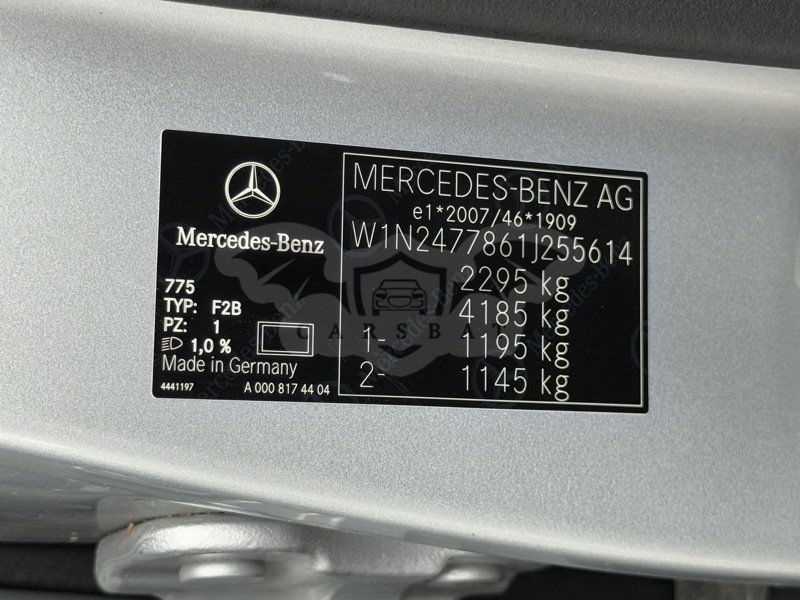 Mercedes-Benz
775
TYP: F2B
PZ: 1
1,0 %
Made in Germany
4441197
A 000 817 44 04
MERCEDES-BENZ AG
e1*2007/46*1909
W1N2477861J255614
2295 kg
4185 kg
1- 1195 kg
2- 1145 kg
CARSBAT